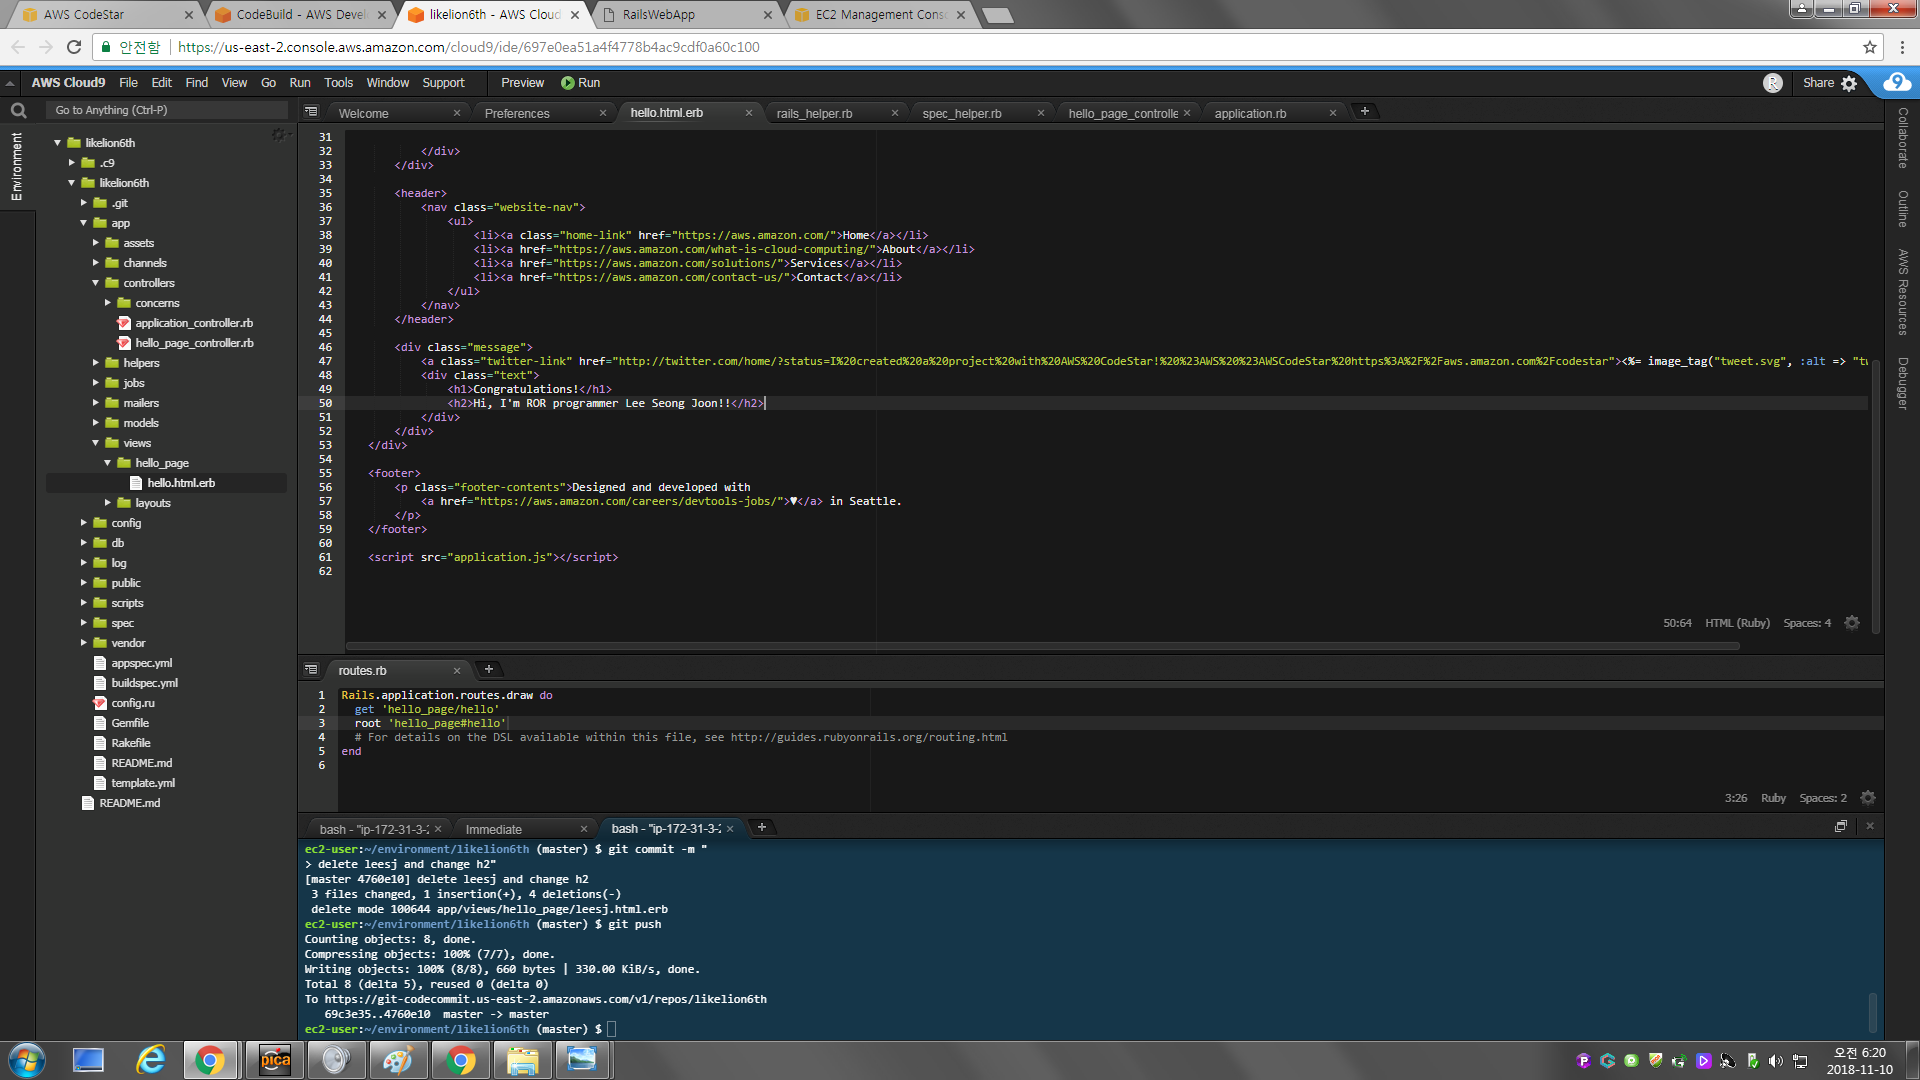 AWS CodeStar
CodeBuild - AWS Devel
likelion6th - AWS Cloud
RailsWebApp
EC2 Management Cons
안전함
https://us-east-2.console.aws.amazon.com/cloud9/ide/697e0ea51a4f4778b4ac9cdf0a60c100
AWS Cloud9 File Edit Find View Go Run Tools Window Support Preview Run
R Share 9
Go to Anything (Ctrl-P)
Welcome
Preferences
hello.html.erb
rails_helper.rb
spec_helper.rb
hello_page_controlle
application.rb
Environment
Collaborate
Outline
AWS Resources
Debugger
likelion6th
.c9
likelion6th
.git
app
assets
channels
controllers
concerns
application_controller.rb
hello_page_controller.rb
helpers
jobs
mailers
models
views
hello_page
hello.html.erb
layouts
config
db
log
public
scripts
spec
vendor
appspec.yml
buildspec.yml
config.ru
Gemfile
Rakefile
README.md
template.yml
README.md
31
32 </div>
33 </div>
34
35 <header>
36 <nav class="website-nav">
37 <ul>
38 <li><a class="home-link" href="https://aws.amazon.com/">Home</a></li>
39 <li><a href="https://aws.amazon.com/what-is-cloud-computing/">About</a></li>
40 <li><a href="https://aws.amazon.com/solutions/">Services</a></li>
41 <li><a href="https://aws.amazon.com/contact-us/">Contact</a></li>
42 </ul>
43 </nav>
44 </header>
45
46 <div class="message">
47 <a class="twitter-link" href="http://twitter.com/home/?status=I%20created%20a%20project%20with%20AWS%20CodeStar!%20%23AWS%20%23AWSCodeStar%20https%3A%2F%2Faws.amazon.com%2Fcodestar"><%= image_tag("tweet.svg", :alt => "tw
48 <div class="text">
49 <h1>Congratulations!</h1>
50 <h2>Hi, I'm ROR programmer Lee Seong Joon!!</h2>
51 </div>
52 </div>
53 </div>
54
55 <footer>
56 <p class="footer-contents">Designed and developed with
57 <a href="https://aws.amazon.com/careers/devtools-jobs/">♥</a> in Seattle.
58 </p>
59 </footer>
60
61 <script src="application.js"></script>
62
50:64 HTML (Ruby) Spaces: 4
routes.rb
1 Rails.application.routes.draw do
2 get 'hello_page/hello'
3 root 'hello_page#hello'
4 # For details on the DSL available within this file, see http://guides.rubyonrails.org/routing.html
5 end
6
3:26 Ruby Spaces: 2
bash - "ip-172-31-3-2
Immediate
bash - "ip-172-31-3-2
ec2-user:~/environment/likelion6th (master) $ git commit -m "
> delete leesj and change h2"
[master 4760e10] delete leesj and change h2
3 files changed, 1 insertion(+), 4 deletions(-)
delete mode 100644 app/views/hello_page/leesj.html.erb
ec2-user:~/environment/likelion6th (master) $ git push
Counting objects: 8, done.
Compressing objects: 100% (7/7), done.
Writing objects: 100% (8/8), 660 bytes | 330.00 KiB/s, done.
Total 8 (delta 5), reused 0 (delta 0)
To https://git-codecommit.us-east-2.amazonaws.com/v1/repos/likelion6th
69c3e35..4760e10 master -> master
ec2-user:~/environment/likelion6th (master) $
pica
오전 6:20
2018-11-10